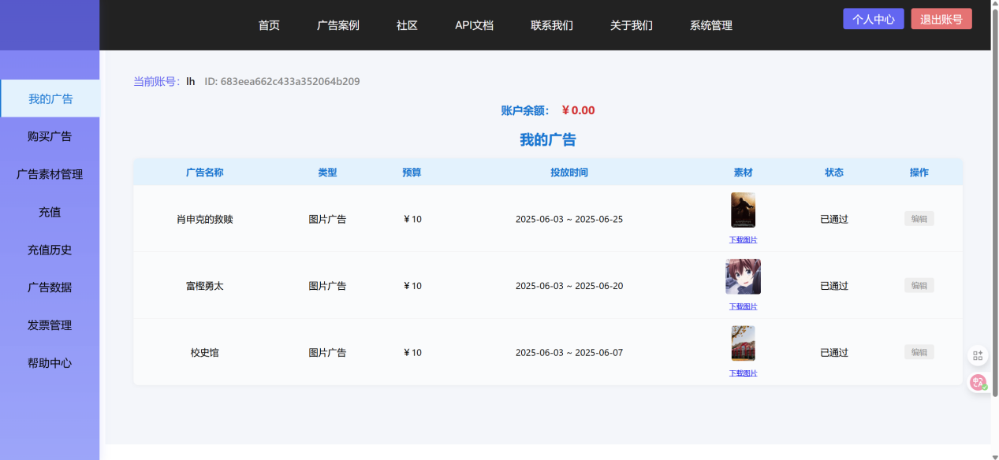 首页 广告案例 社区 API文档 联系我们 关于我们 系统管理 个人中心 退出账号
我的广告
购买广告
广告素材管理
充值
充值历史
广告数据
发票管理
帮助中心
当前账号: lh ID: 683eea662c433a352064b209
账户余额: ¥0.00
我的广告
广告名称 类型 预算 投放时间 素材 状态 操作
肖申克的救赎 图片广告 ¥10 2025-06-03 ~ 2025-06-25 已通过 编辑
下载图片
富樫勇太 图片广告 ¥10 2025-06-03 ~ 2025-06-20 已通过 编辑
下载图片
校史馆 图片广告 ¥10 2025-06-03 ~ 2025-06-07 已通过 编辑
下载图片